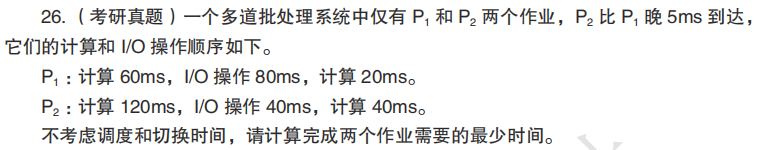 26.（考研真题）一个多道批处理系统中仅有 P₁ 和 P₂ 两个作业，P₂ 比 P₁ 晚 5ms 到达，
它们的计算和 I/O 操作顺序如下。
P₁：计算 60ms，I/O 操作 80ms，计算 20ms。
P₂：计算 120ms，I/O 操作 40ms，计算 40ms。
不考虑调度和切换时间，请计算完成两个作业需要的最少时间。